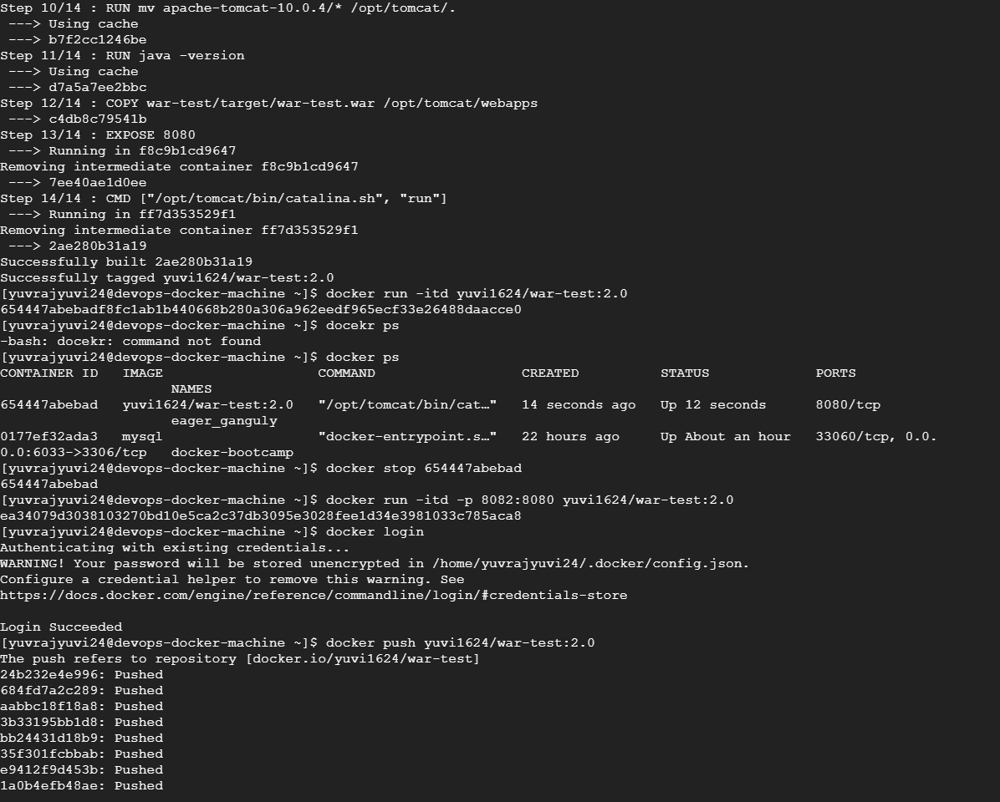 Step 10/14 : RUN mv apache-tomcat-10.0.4/* /opt/tomcat/.
 ---> Using cache
 ---> b7f2cc1246be
Step 11/14 : RUN java -version
 ---> Using cache
 ---> d7a5a7ee2bbc
Step 12/14 : COPY war-test/target/war-test.war /opt/tomcat/webapps
 ---> c4db8c79541b
Step 13/14 : EXPOSE 8080
 ---> Running in f8c9b1cd9647
Removing intermediate container f8c9b1cd9647
 ---> 7ee40ae1d0ee
Step 14/14 : CMD ["/opt/tomcat/bin/catalina.sh", "run"]
 ---> Running in ff7d353529f1
Removing intermediate container ff7d353529f1
 ---> 2ae280b31a19
Successfully built 2ae280b31a19
Successfully tagged yuvi1624/war-test:2.0
[yuvrajyuvi24@devops-docker-machine ~]$ docker run -itd yuvi1624/war-test:2.0
654447abebadf8fc1ab1b440668b280a306a962eedf965ecf33e26488daacce0
[yuvrajyuvi24@devops-docker-machine ~]$ docekr ps
-bash: docekr: command not found
[yuvrajyuvi24@devops-docker-machine ~]$ docker ps
CONTAINER ID   IMAGE                   COMMAND                  CREATED          STATUS             PORTS
                     NAMES
654447abebad   yuvi1624/war-test:2.0   "/opt/tomcat/bin/cat…"   14 seconds ago   Up 12 seconds      8080/tcp
                     eager_ganguly
0177ef32ada3   mysql                   "docker-entrypoint.s…"   22 hours ago     Up About an hour   33060/tcp, 0.0.
0.0:6033->3306/tcp   docker-bootcamp
[yuvrajyuvi24@devops-docker-machine ~]$ docker stop 654447abebad
654447abebad
[yuvrajyuvi24@devops-docker-machine ~]$ docker run -itd -p 8082:8080 yuvi1624/war-test:2.0
ea34079d3038103270bd10e5ca2c37db3095e3028fee1d34e3981033c785aca8
[yuvrajyuvi24@devops-docker-machine ~]$ docker login
Authenticating with existing credentials...
WARNING! Your password will be stored unencrypted in /home/yuvrajyuvi24/.docker/config.json.
Configure a credential helper to remove this warning. See
https://docs.docker.com/engine/reference/commandline/login/#credentials-store

Login Succeeded
[yuvrajyuvi24@devops-docker-machine ~]$ docker push yuvi1624/war-test:2.0
The push refers to repository [docker.io/yuvi1624/war-test]
24b232e4e996: Pushed
684fd7a2c289: Pushed
aabbc18f18a8: Pushed
3b33195bb1d8: Pushed
bb24431d18b9: Pushed
35f301fcbbab: Pushed
e9412f9d453b: Pushed
1a0b4efb48ae: Pushed